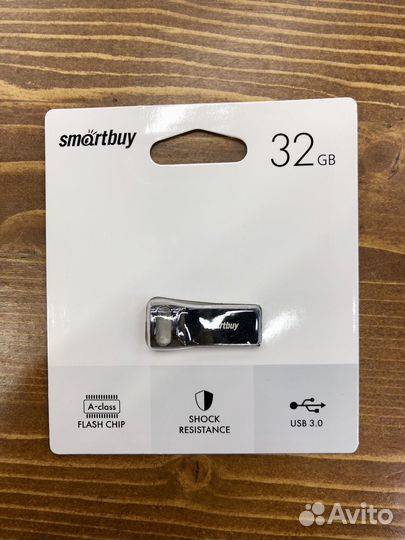 smartbuy
32 GB
smartbuy
A-class
FLASH CHIP
SHOCK
RESISTANCE
USB 3.0
Avito